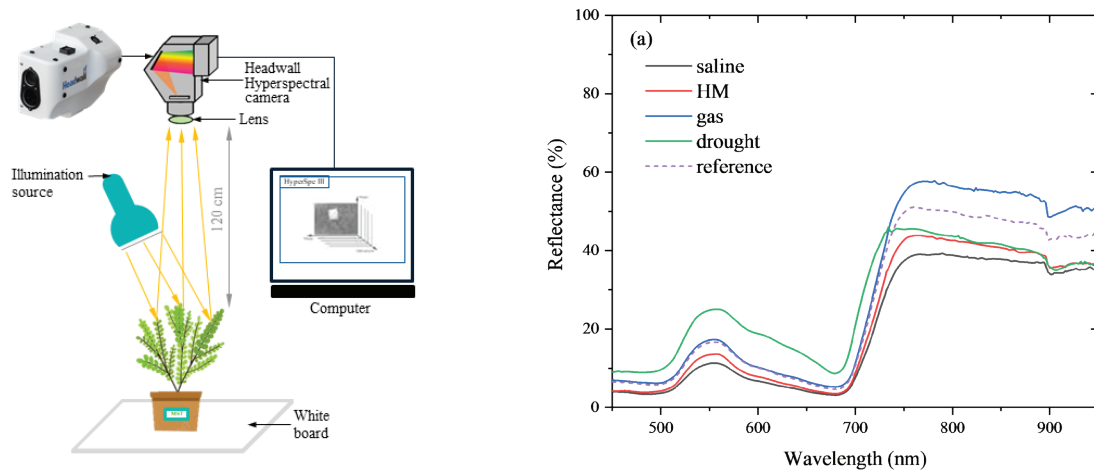 Headwall
Headwall
Hyperspectral
camera
Lens
Illumination
source
120 cm
HyperSpec III
Computer
White
board
(a)
saline
HM
gas
drought
reference
Reflectance (%)
100
80
60
40
20
0
500
600
700
800
900
Wavelength (nm)